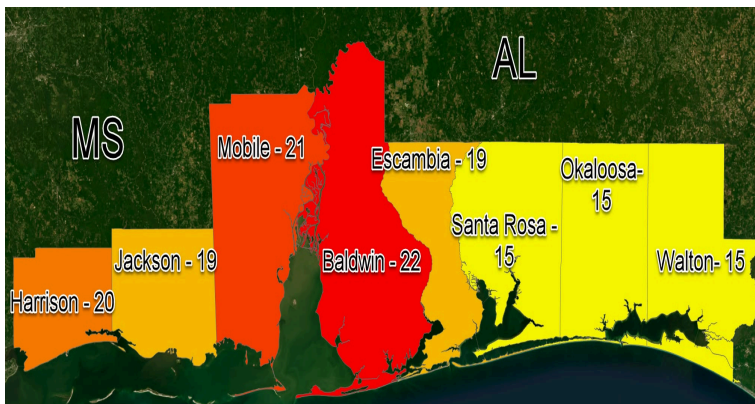 AL
MS
Mobile - 21
Escambia - 19
Okaloosa-
15
Santa Rosa -
15
Jackson - 19
Baldwin - 22
Walton- 15
Harrison - 20